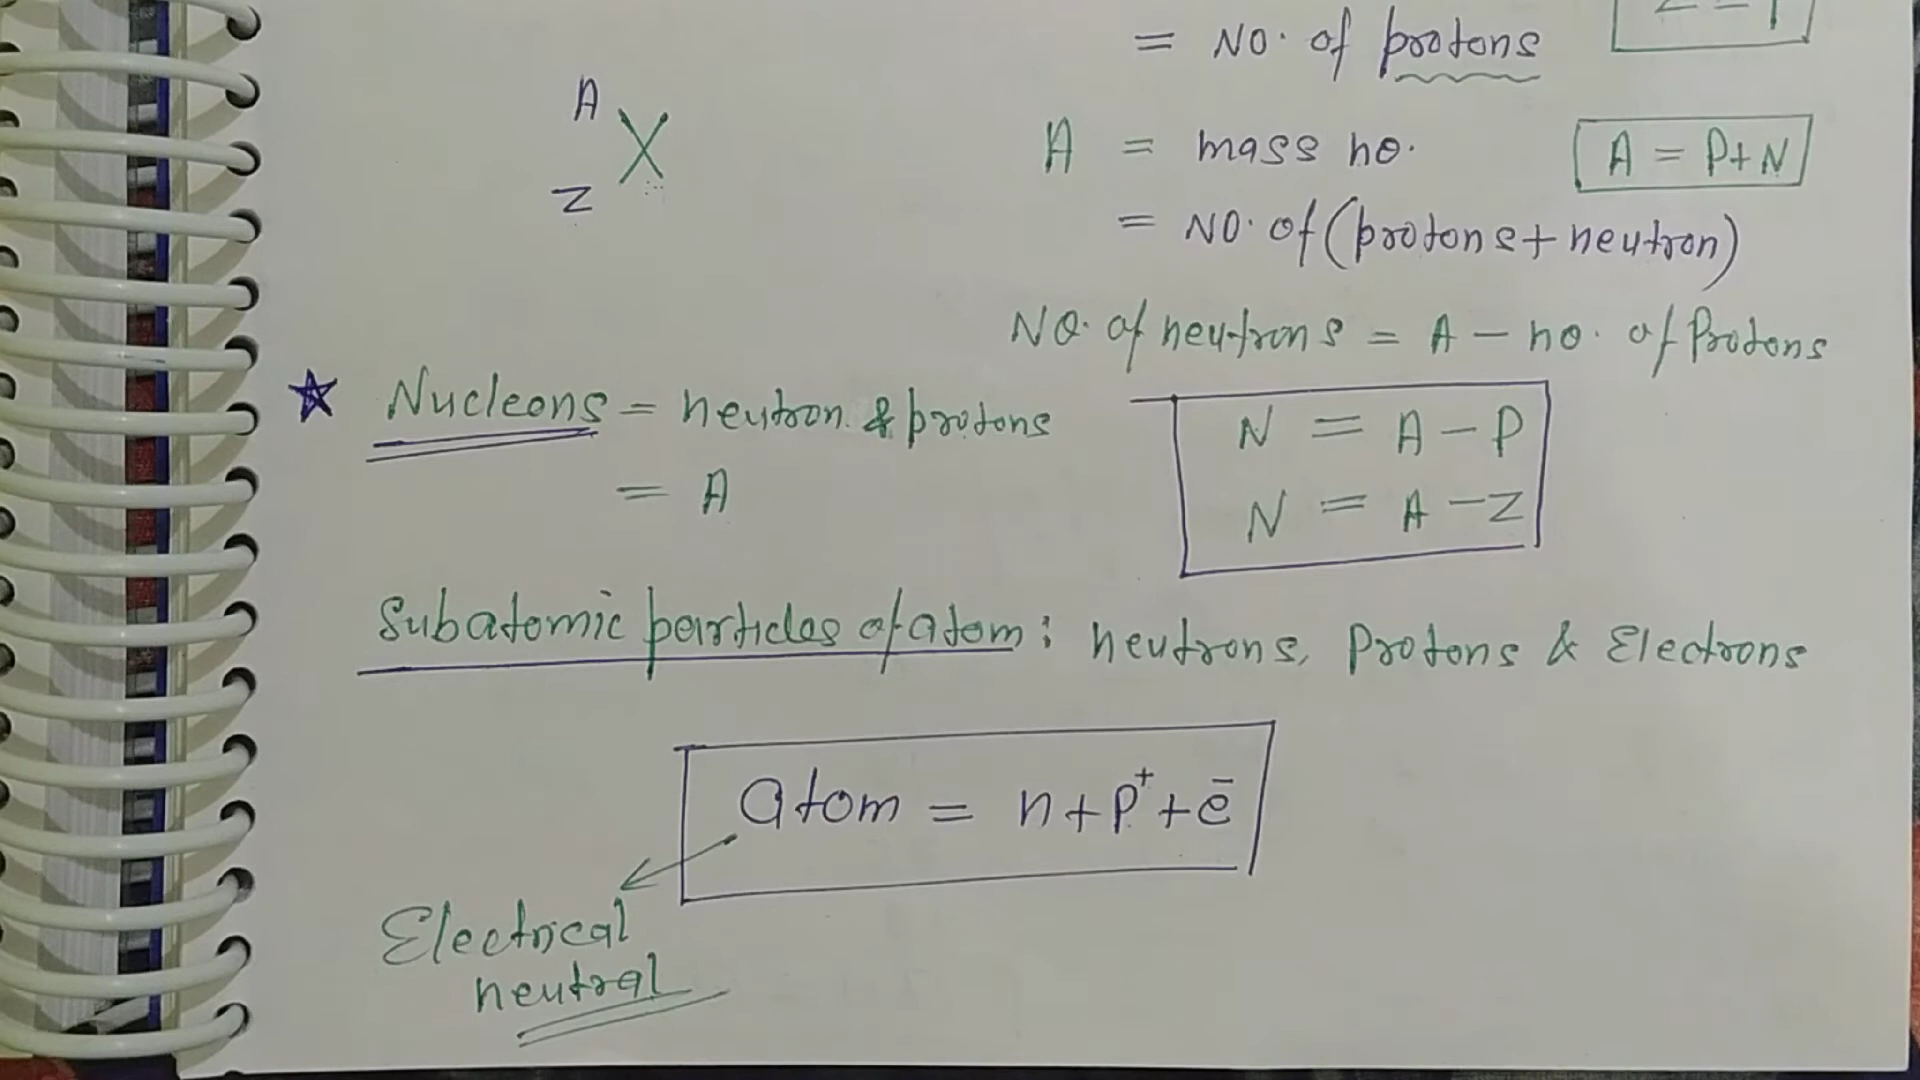 = No. of protons
A
X
Z
A = mass no.
A = P+N
= No. of (protons + neutron)
No. of neutrons = A - no. of Protons
☆ Nucleons = neutron & protons
= A
N = A - P
N = A - Z
Subatomic particles of atom : neutrons, Protons & Electrons
atom = n + p⁺ + e⁻
Electrical
neutral